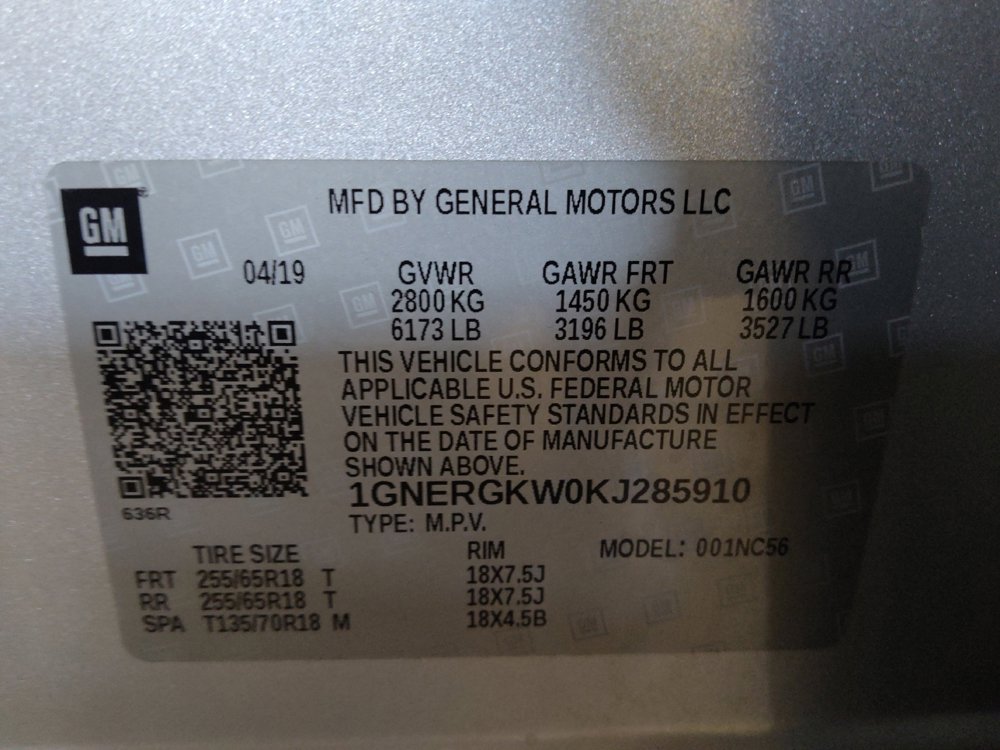 GM
MFD BY GENERAL MOTORS LLC
04/19 GVWR GAWR FRT GAWR RR
2800 KG 1450 KG 1600 KG
6173 LB 3196 LB 3527 LB
THIS VEHICLE CONFORMS TO ALL
APPLICABLE U.S. FEDERAL MOTOR
VEHICLE SAFETY STANDARDS IN EFFECT
ON THE DATE OF MANUFACTURE
SHOWN ABOVE.
1GNERGKW0KJ285910
636R
TYPE: M.P.V.
TIRE SIZE RIM MODEL: 001NC56
FRT 255/65R18 T 18X7.5J
RR 255/65R18 T 18X7.5J
SPA T135/70R18 M 18X4.5B